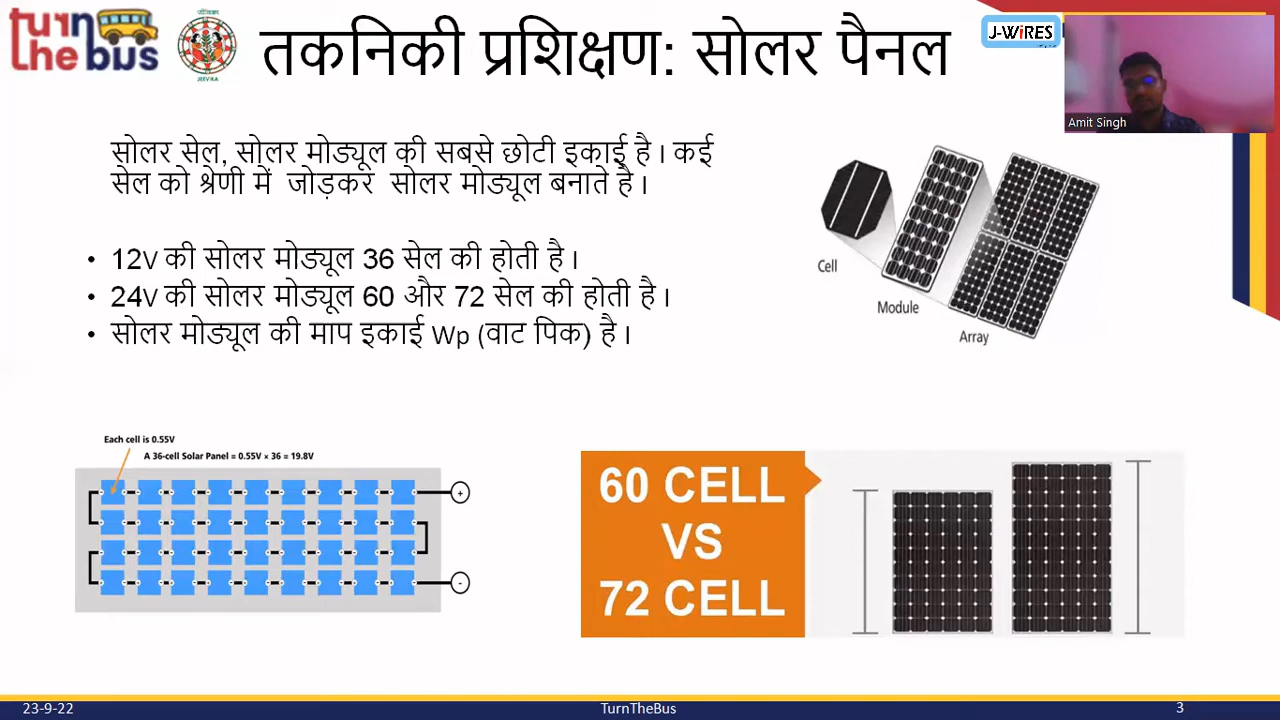 turn
the bus
जीविका
JEEVIKA
तकनिकी प्रशिक्षण: सोलर पैनल
J-WiRES
Amit Singh
सोलर सेल, सोलर मोड्यूल की सबसे छोटी इकाई है । कई
सेल को श्रेणी में जोड़कर सोलर मोड्यूल बनाते है ।
• 12V की सोलर मोड्यूल 36 सेल की होती है ।
• 24V की सोलर मोड्यूल 60 और 72 सेल की होती है ।
• सोलर मोड्यूल की माप इकाई Wp (वाट पिक) है ।
Cell
Module
Array
Each cell is 0.55V
A 36-cell Solar Panel = 0.55V × 36 = 19.8V
+
-
60 CELL
VS
72 CELL
23-9-22
TurnTheBus
3